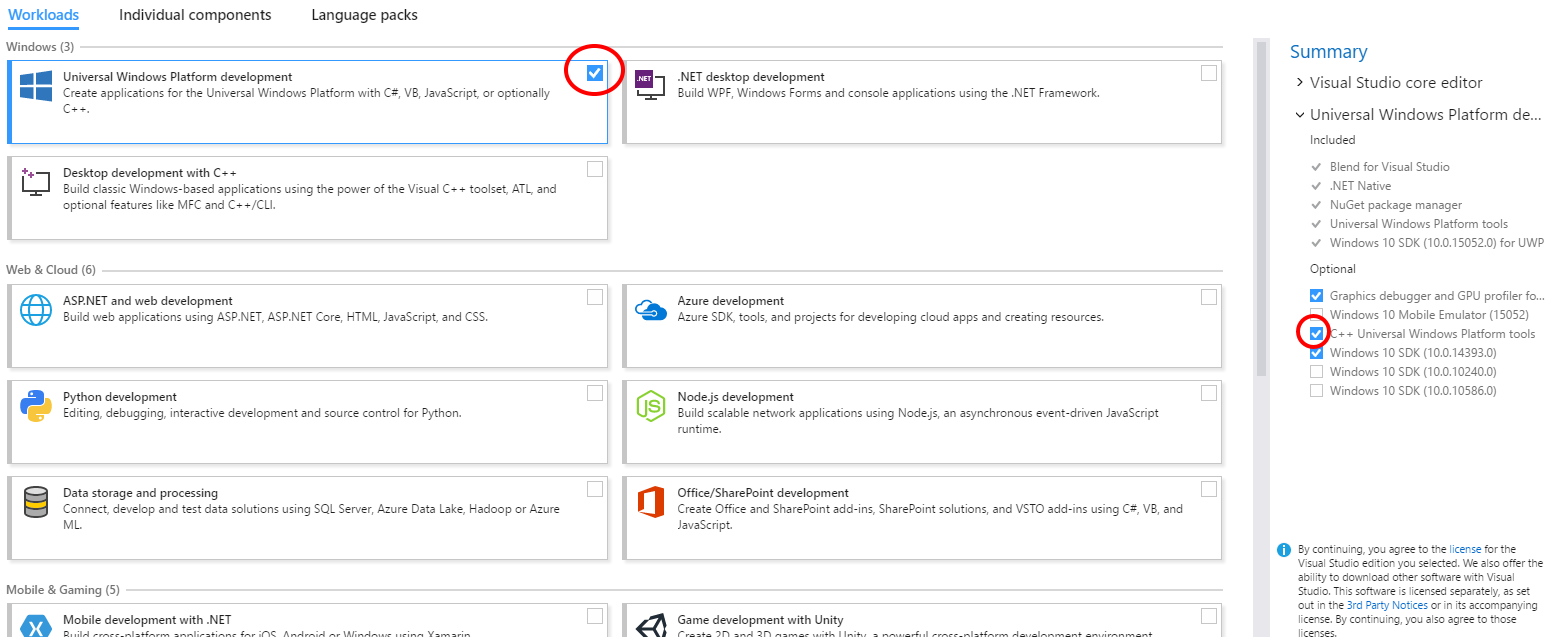 Workloads
Individual components
Language packs
Windows (3)
Universal Windows Platform development
Create applications for the Universal Windows Platform with C#, VB, JavaScript, or optionally
C++.
.NET
.NET desktop development
Build WPF, Windows Forms and console applications using the .NET Framework.
Desktop development with C++
Build classic Windows-based applications using the power of the Visual C++ toolset, ATL, and
optional features like MFC and C++/CLI.
Web & Cloud (6)
ASP.NET and web development
Build web applications using ASP.NET, ASP.NET Core, HTML, JavaScript, and CSS.
Azure development
Azure SDK, tools, and projects for developing cloud apps and creating resources.
Python development
Editing, debugging, interactive development and source control for Python.
JS
Node.js development
Build scalable network applications using Node.js, an asynchronous event-driven JavaScript
runtime.
Data storage and processing
Connect, develop and test data solutions using SQL Server, Azure Data Lake, Hadoop or Azure
ML.
Office/SharePoint development
Create Office and SharePoint add-ins, SharePoint solutions, and VSTO add-ins using C#, VB, and
JavaScript.
Mobile & Gaming (5)
Mobile development with .NET
Build cross-platform applications for iOS, Android or Windows using Xamarin.
Game development with Unity
Create 2D and 3D games with Unity, a powerful cross-platform development environment.
Summary
Visual Studio core editor
Universal Windows Platform de...
Included
Blend for Visual Studio
.NET Native
NuGet package manager
Universal Windows Platform tools
Windows 10 SDK (10.0.15052.0) for UWP
Optional
Graphics debugger and GPU profiler fo...
Windows 10 Mobile Emulator (15052)
C++ Universal Windows Platform tools
Windows 10 SDK (10.0.14393.0)
Windows 10 SDK (10.0.10240.0)
Windows 10 SDK (10.0.10586.0)
By continuing, you agree to the license for the
Visual Studio edition you selected. We also offer the
ability to download other software with Visual
Studio. This software is licensed separately, as set
out in the 3rd Party Notices or in its accompanying
license. By continuing, you also agree to those
licenses.